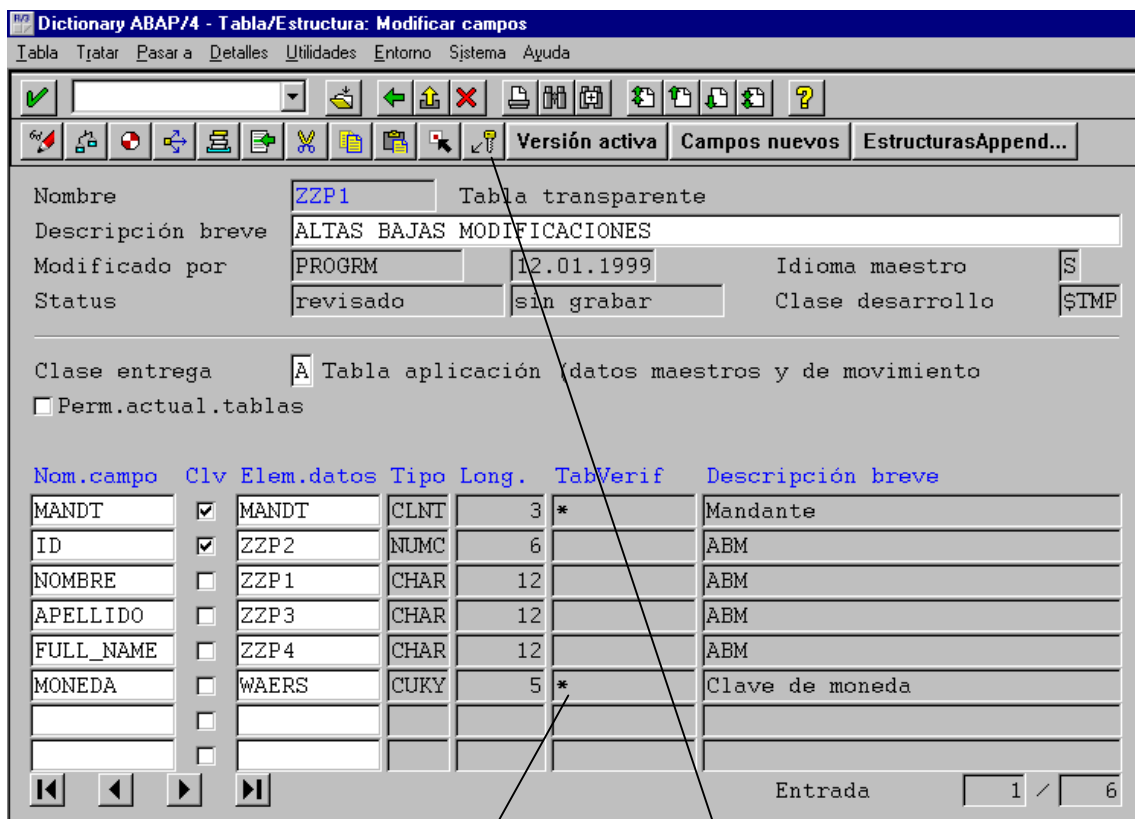 Dictionary ABAP/4 - Tabla/Estructura: Modificar campos
Tabla Tratar Pasar a Detalles Utilidades Entorno Sistema Ayuda
Versión activa Campos nuevos EstructurasAppend...
Nombre ZZP1 Tabla transparente
Descripción breve ALTAS BAJAS MODIFICACIONES
Modificado por PROGRM 12.01.1999 Idioma maestro S
Status revisado sin grabar Clase desarrollo $TMP
Clase entrega A Tabla aplicación (datos maestros y de movimiento
Perm.actual.tablas
Nom.campo Clv Elem.datos Tipo Long. TabVerif Descripción breve
MANDT MANDT CLNT 3 * Mandante
ID ZZP2 NUMC 6 ABM
NOMBRE ZZP1 CHAR 12 ABM
APELLIDO ZZP3 CHAR 12 ABM
FULL_NAME ZZP4 CHAR 12 ABM
MONEDA WAERS CUKY 5 * Clave de moneda
Entrada 1 / 6